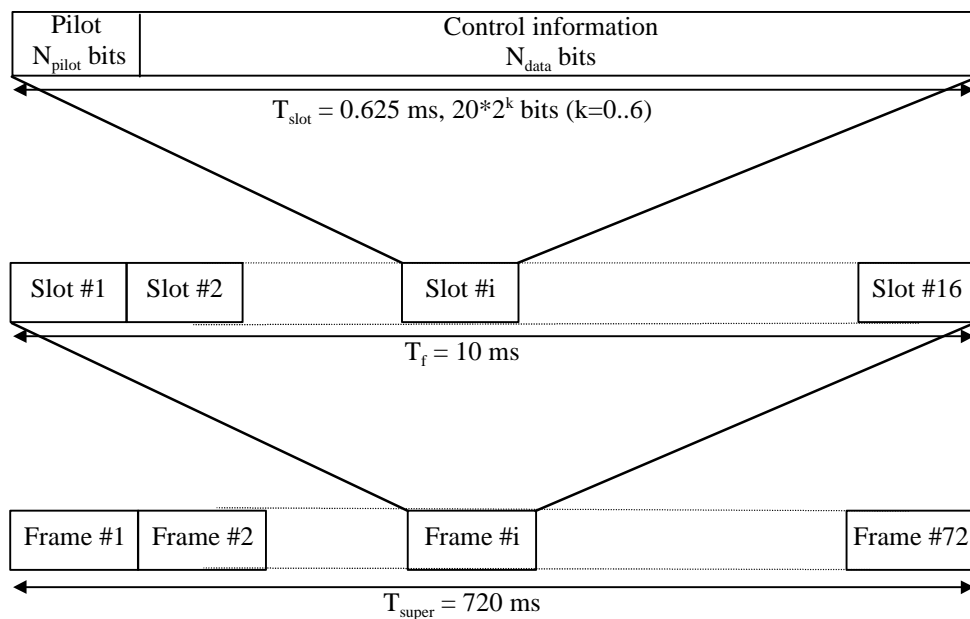 Pilot
N_pilot bits
Control information
N_data bits
T_slot = 0.625 ms, 20*2^k bits (k=0..6)
Slot #1 Slot #2 Slot #i Slot #16
T_f = 10 ms
Frame #1 Frame #2 Frame #i Frame #72
T_super = 720 ms